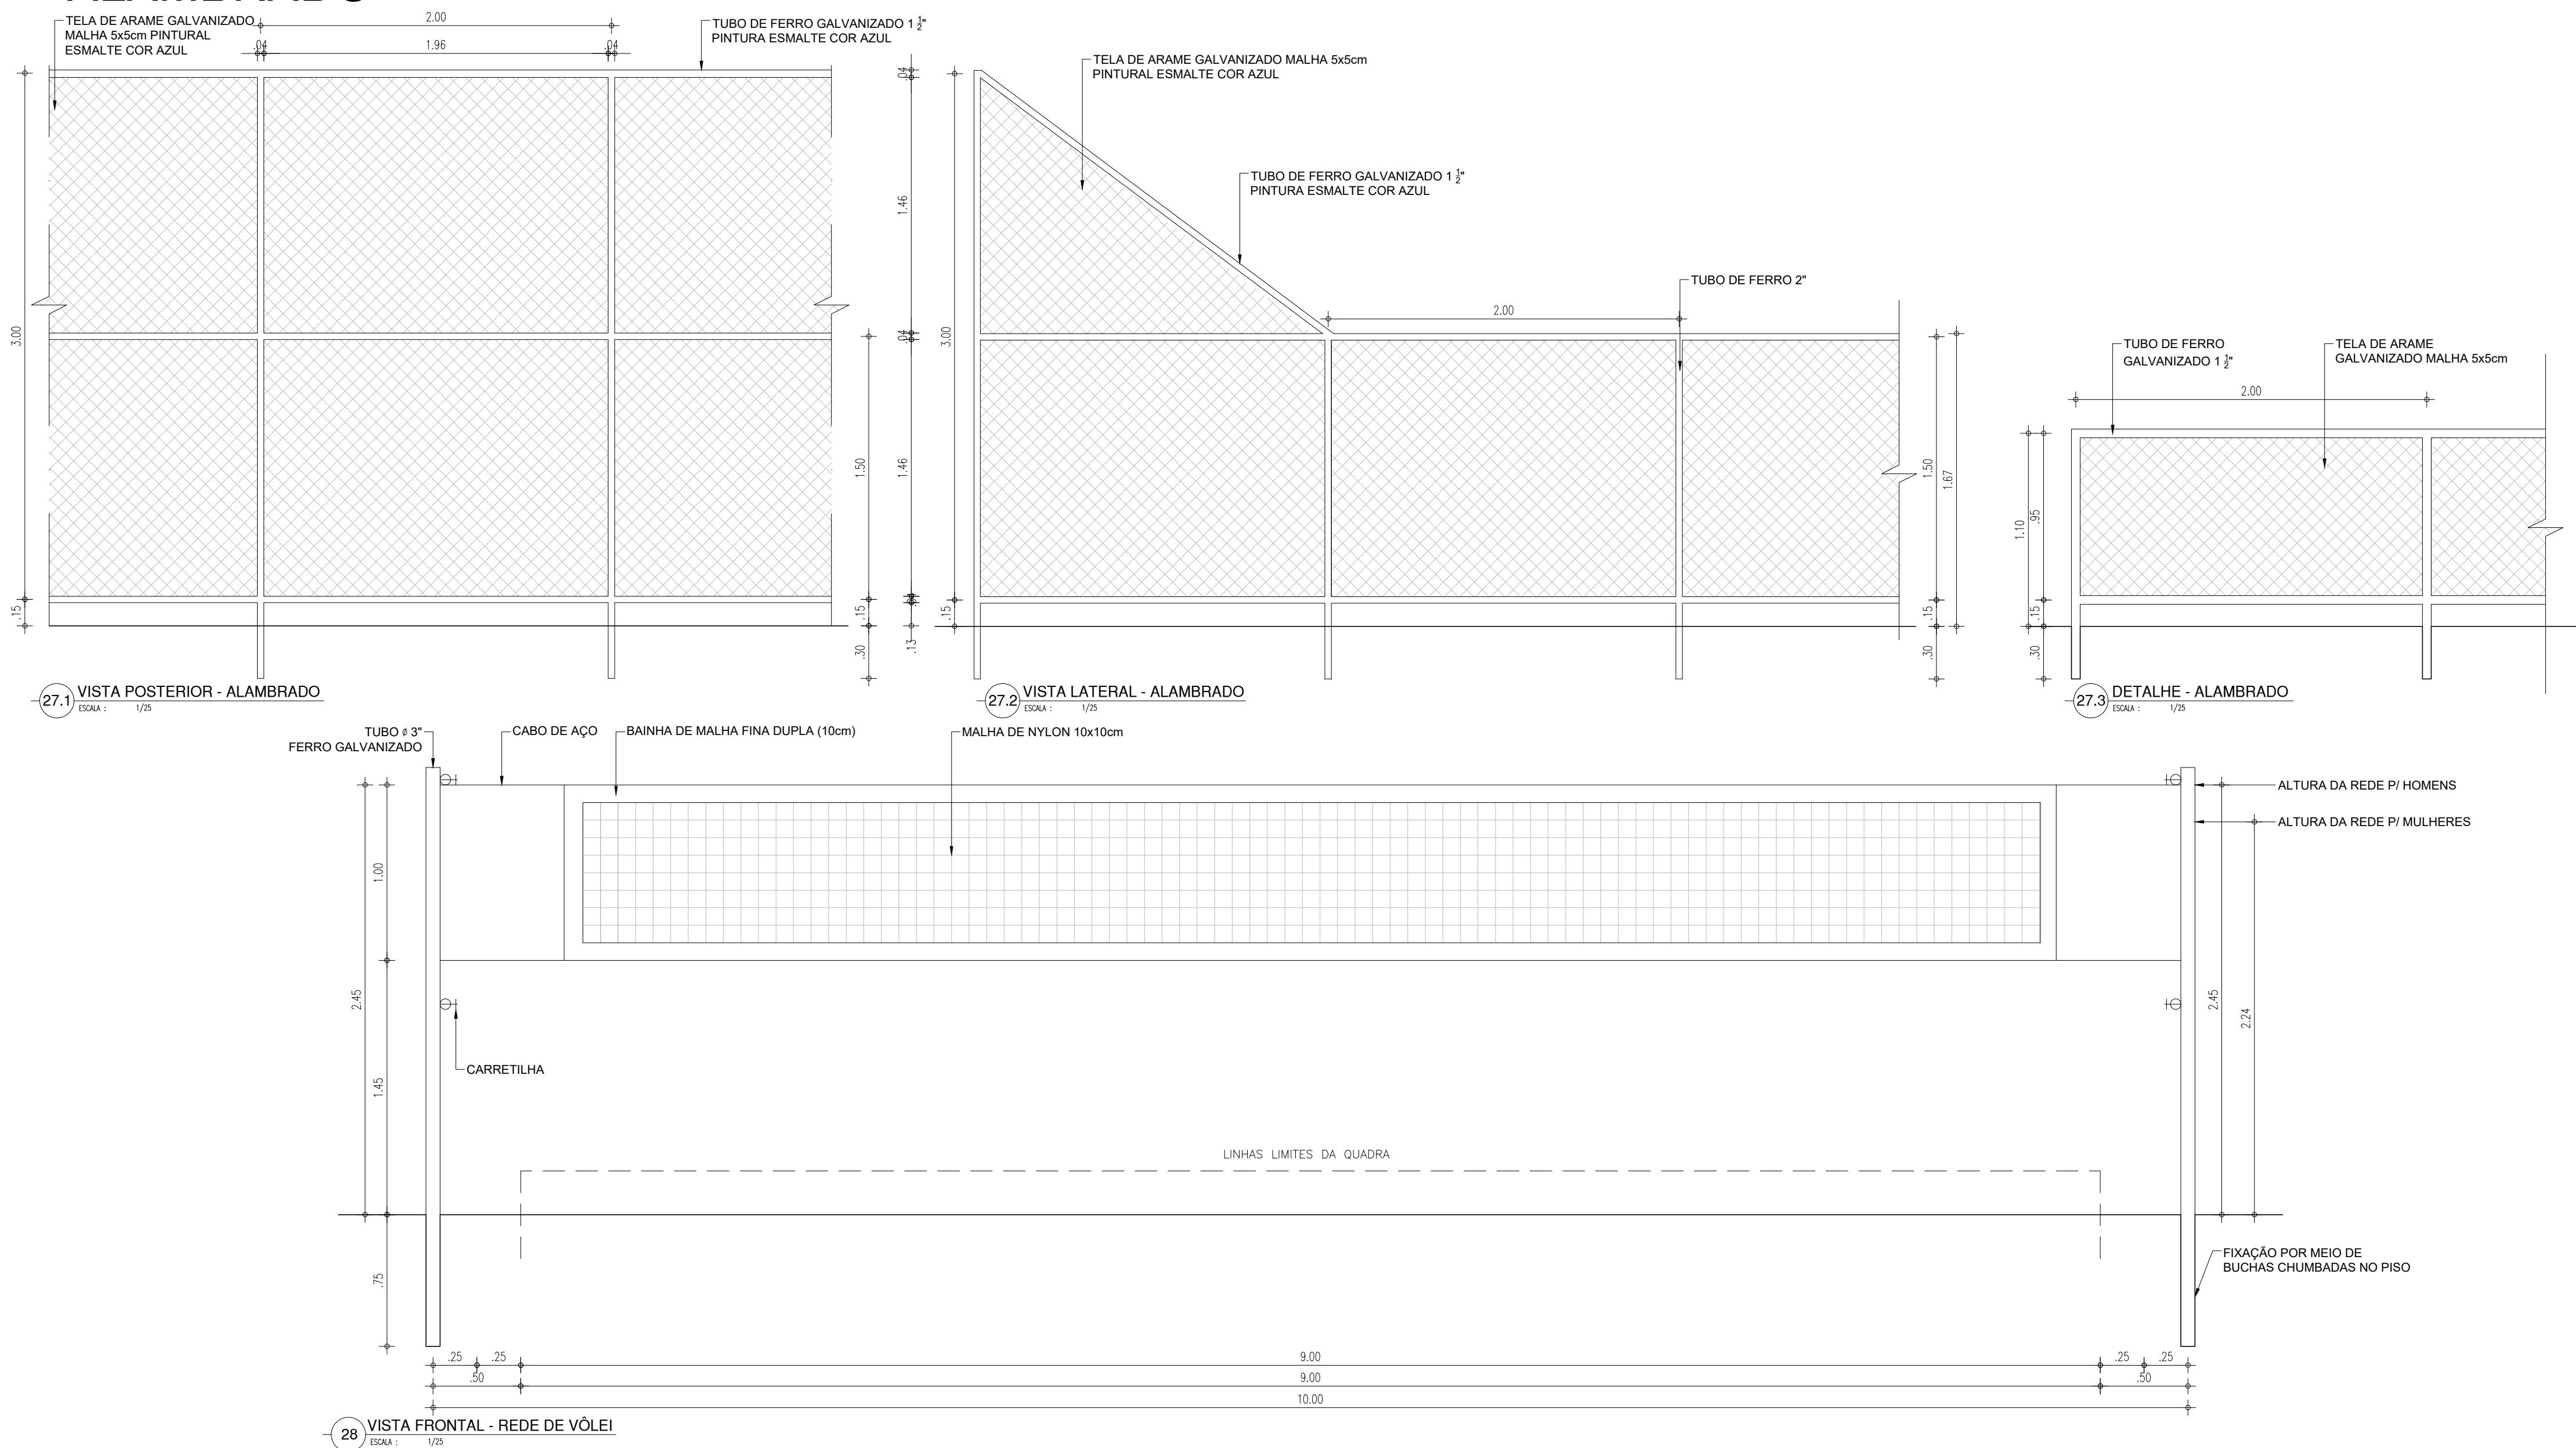 TELA DE ARAME GALVANIZADO
MALHA 5x5cm PINTURAL
ESMALTE COR AZUL
2.00
.04
1.96
.04
TUBO DE FERRO GALVANIZADO 1 1/2"
PINTURA ESMALTE COR AZUL
3.00
.15
1.50
.15
.30
27.1
VISTA POSTERIOR - ALAMBRADO
ESCALA : 1/25
TELA DE ARAME GALVANIZADO MALHA 5x5cm
PINTURAL ESMALTE COR AZUL
TUBO DE FERRO GALVANIZADO 1 1/2"
PINTURA ESMALTE COR AZUL
TUBO DE FERRO 2"
2.00
.04
1.46
.04
1.46
.13
3.00
.15
1.50
1.67
.15
.30
27.2
VISTA LATERAL - ALAMBRADO
ESCALA : 1/25
TUBO DE FERRO
GALVANIZADO 1 1/2"
TELA DE ARAME
GALVANIZADO MALHA 5x5cm
2.00
1.10
.95
.15
.30
27.3
DETALHE - ALAMBRADO
ESCALA : 1/25
TUBO ø 3"
FERRO GALVANIZADO
CABO DE AÇO
BAINHA DE MALHA FINA DUPLA (10cm)
MALHA DE NYLON 10x10cm
ALTURA DA REDE P/ HOMENS
ALTURA DA REDE P/ MULHERES
1.00
2.45
1.45
.75
CARRETILHA
2.45
2.24
LINHAS LIMITES DA QUADRA
FIXAÇÃO POR MEIO DE
BUCHAS CHUMBADAS NO PISO
.25 .25 9.00 .25 .25
.50 9.00 .50
10.00
28
VISTA FRONTAL - REDE DE VÔLEI
ESCALA : 1/25